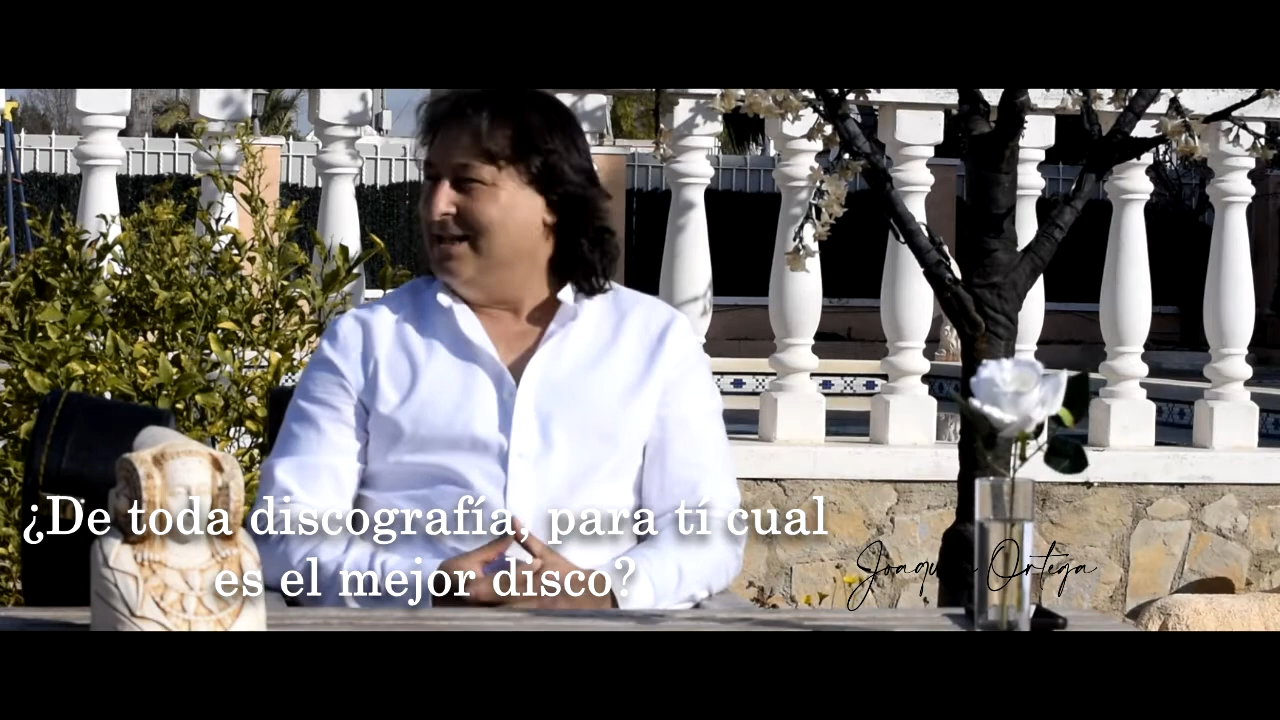 ¿De toda discografía, para tí cual
es el mejor disco?
Joaquín Ortega